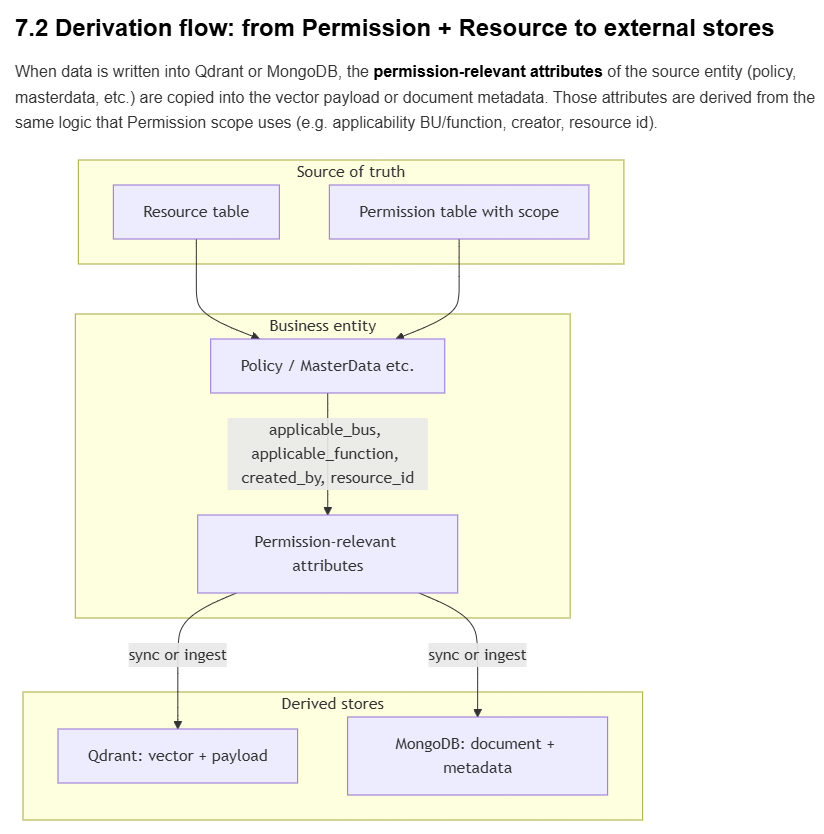 7.2 Derivation flow: from Permission + Resource to external stores
When data is written into Qdrant or MongoDB, the permission-relevant attributes of the source entity (policy,
masterdata, etc.) are copied into the vector payload or document metadata. Those attributes are derived from the
same logic that Permission scope uses (e.g. applicability BU/function, creator, resource id).
Source of truth
Resource table
Permission table with scope
Business entity
Policy / MasterData etc.
applicable_bus,
applicable_function,
created_by, resource_id
Permission-relevant
attributes
sync or ingest
sync or ingest
Derived stores
Qdrant: vector + payload
MongoDB: document +
metadata